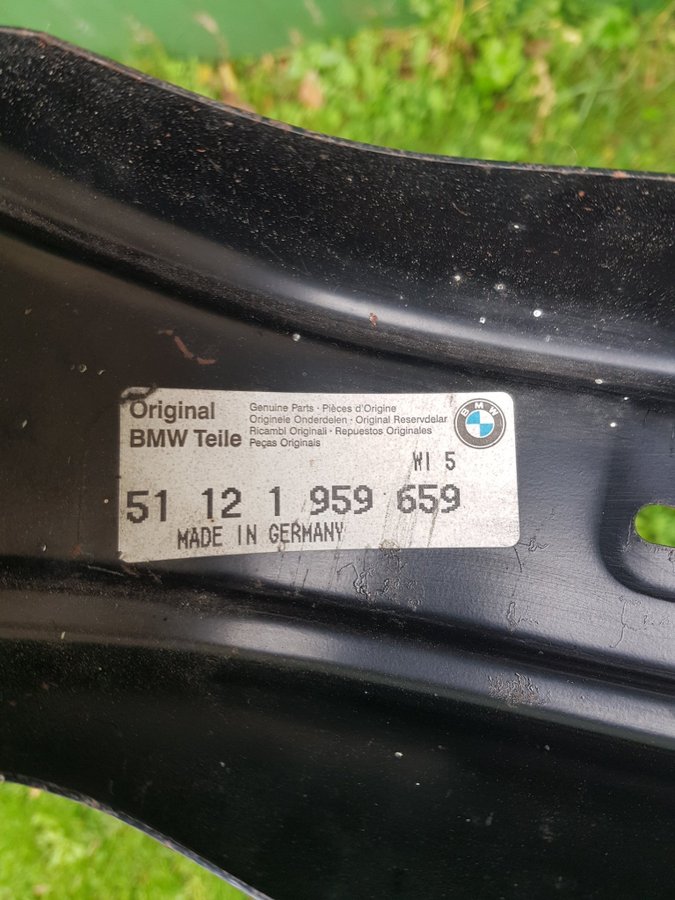 Original
BMW Teile
Genuine Parts · Pièces d'Origine
Originele Onderdelen · Original Reservdelar
Ricambi Originali · Repuestos Originales
Peças Originais
BMW
WI 5
51 12 1 959 659
MADE IN GERMANY